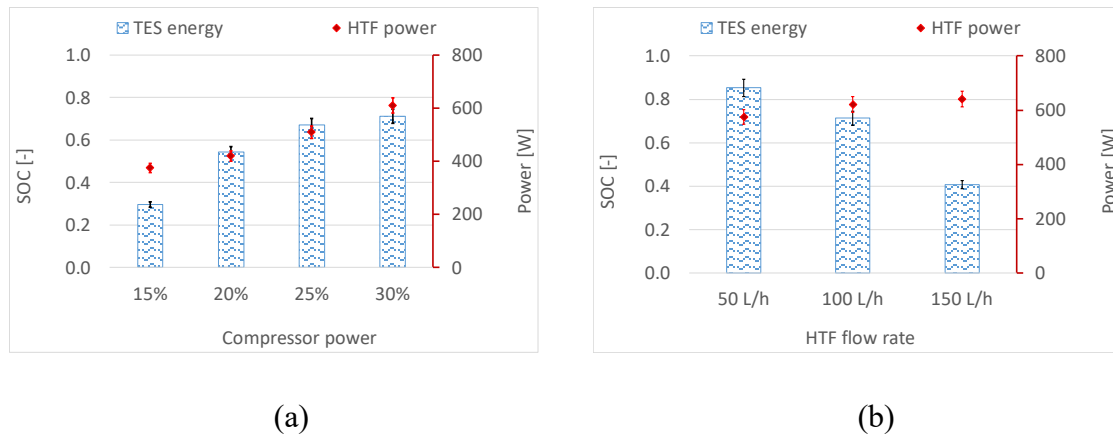 TES energy HTF power
1.0 800
0.8 600
0.6 400
0.4 200
0.2 0
0.0
SOC [-]
Power [W]
15% 20% 25% 30%
Compressor power
(a)
TES energy HTF power
1.0 800
0.8 600
0.6 400
0.4 200
0.2 0
0.0
SOC [-]
Power [W]
50 L/h 100 L/h 150 L/h
HTF flow rate
(b)